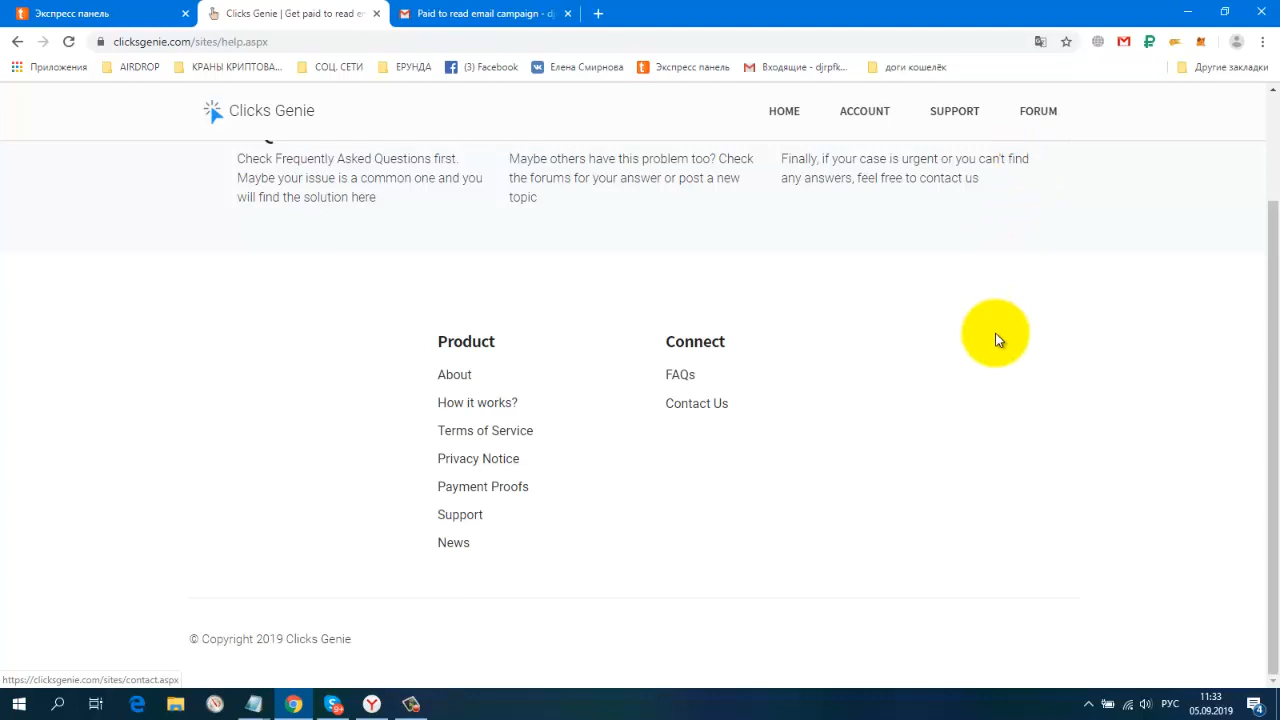 Экспресс панель
Clicks Genie | Get paid to read em
Paid to read email campaign - dj
clicksgenie.com/sites/help.aspx
Приложения
AIRDROP
КРАНЫ КРИПТОВА...
СОЦ. СЕТИ
ЕРУНДА
(3) Facebook
Елена Смирнова
Экспресс панель
Входящие - djrpfk...
доги кошелёк
Другие закладки
Clicks Genie
HOME
ACCOUNT
SUPPORT
FORUM
Check Frequently Asked Questions first.
Maybe your issue is a common one and you
will find the solution here
Maybe others have this problem too? Check
the forums for your answer or post a new
topic
Finally, if your case is urgent or you can't find
any answers, feel free to contact us
Product
About
How it works?
Terms of Service
Privacy Notice
Payment Proofs
Support
News
Connect
FAQs
Contact Us
© Copyright 2019 Clicks Genie
https://clicksgenie.com/sites/contact.aspx
РУС
11:33
05.09.2019
4